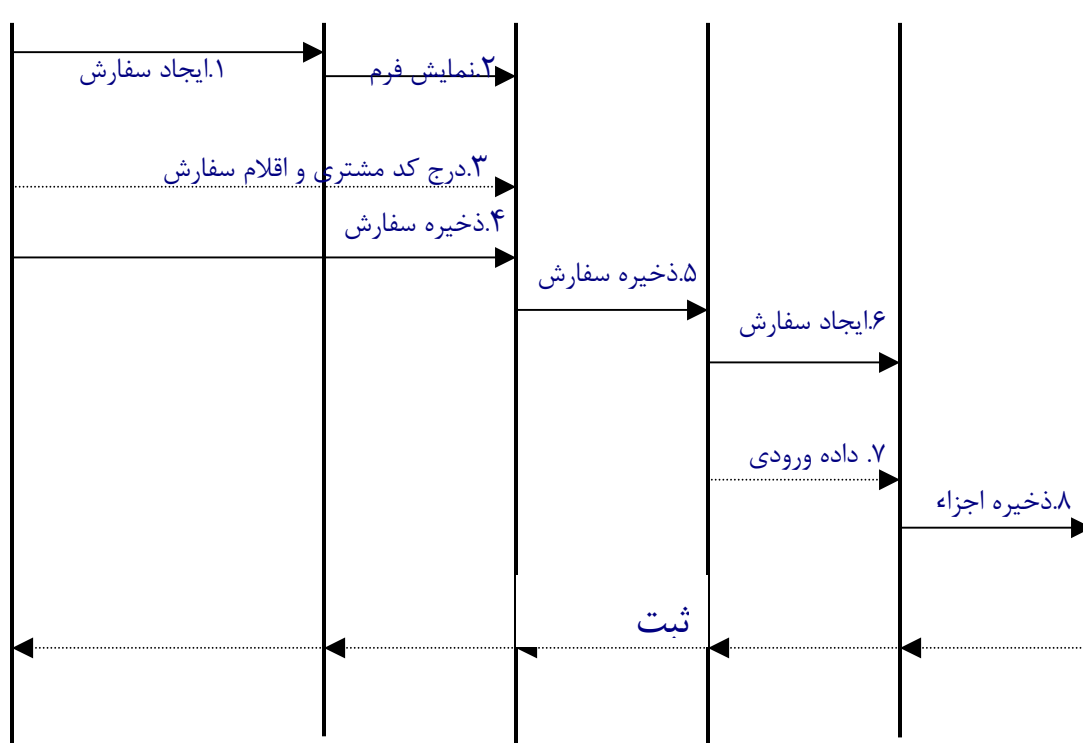 ۱.ایجاد سفارش
۲.نمایش فرم
۳.درج کد مشتری و اقلام سفارش
۴.ذخیره سفارش
۵.ذخیره سفارش
۶.ایجاد سفارش
۷. داده ورودی
۸.ذخیره اجزاء
ثبت